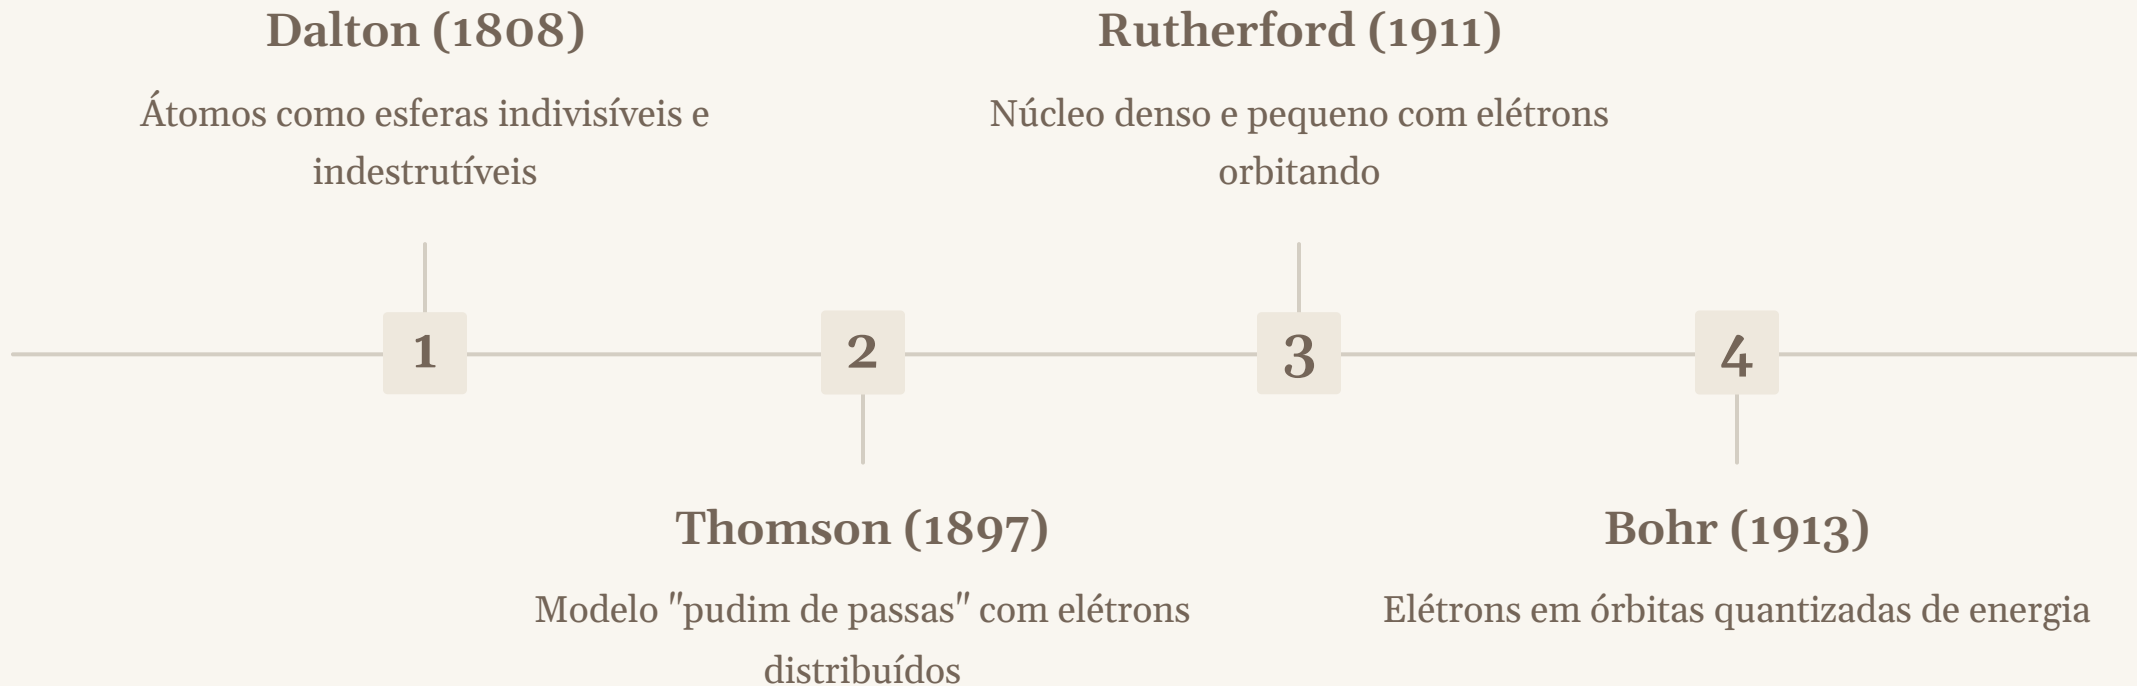 Dalton (1808)
Átomos como esferas indivisíveis e
indestrutíveis
Rutherford (1911)
Núcleo denso e pequeno com elétrons
orbitando
1
2
3
4
Thomson (1897)
Modelo "pudim de passas" com elétrons
distribuídos
Bohr (1913)
Elétrons em órbitas quantizadas de energia